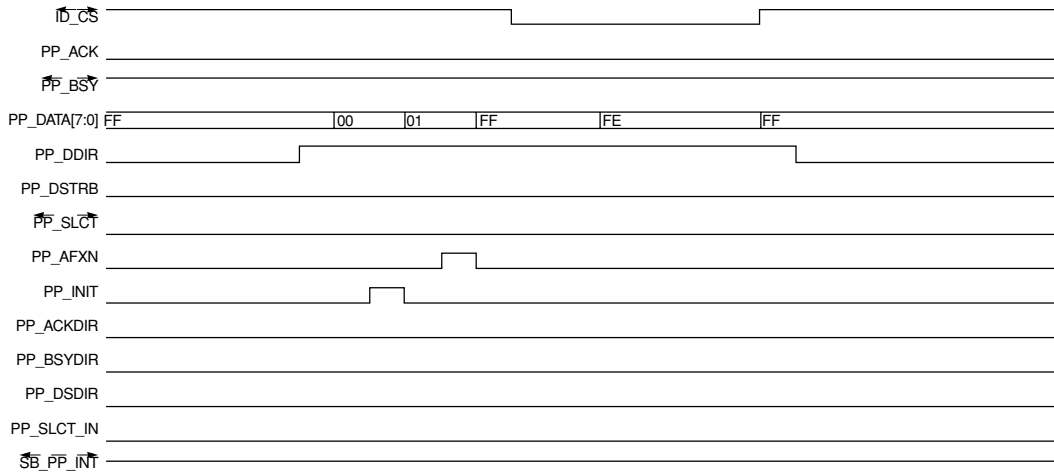 ID_CS
PP_ACK
PP_BSY
PP_DATA[7:0] FF 00 01 FF FE FF
PP_DDIR
PP_DSTRB
PP_SLCT
PP_AFXN
PP_INIT
PP_ACKDIR
PP_BSYDIR
PP_DSDIR
PP_SLCT_IN
SB_PP_INT